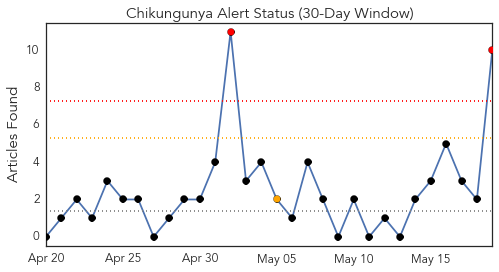 Chikungunya Alert Status (30-Day Window)
Articles Found
10
8
6
4
2
0
Apr 20 Apr 25 Apr 30 May 05 May 10 May 15